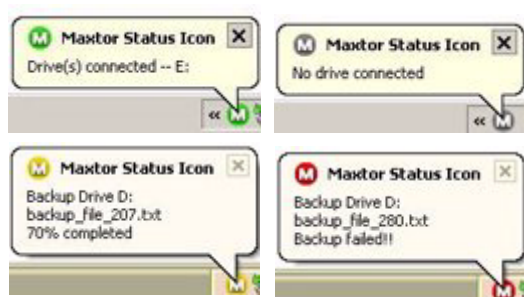 Maxtor Status Icon
Drive(s) connected -- E:
«
Maxtor Status Icon
No drive connected
«
Maxtor Status Icon
Backup Drive D:
backup_file_207.txt
70% completed
Maxtor Status Icon
Backup Drive D:
backup_file_280.txt
Backup failed!!